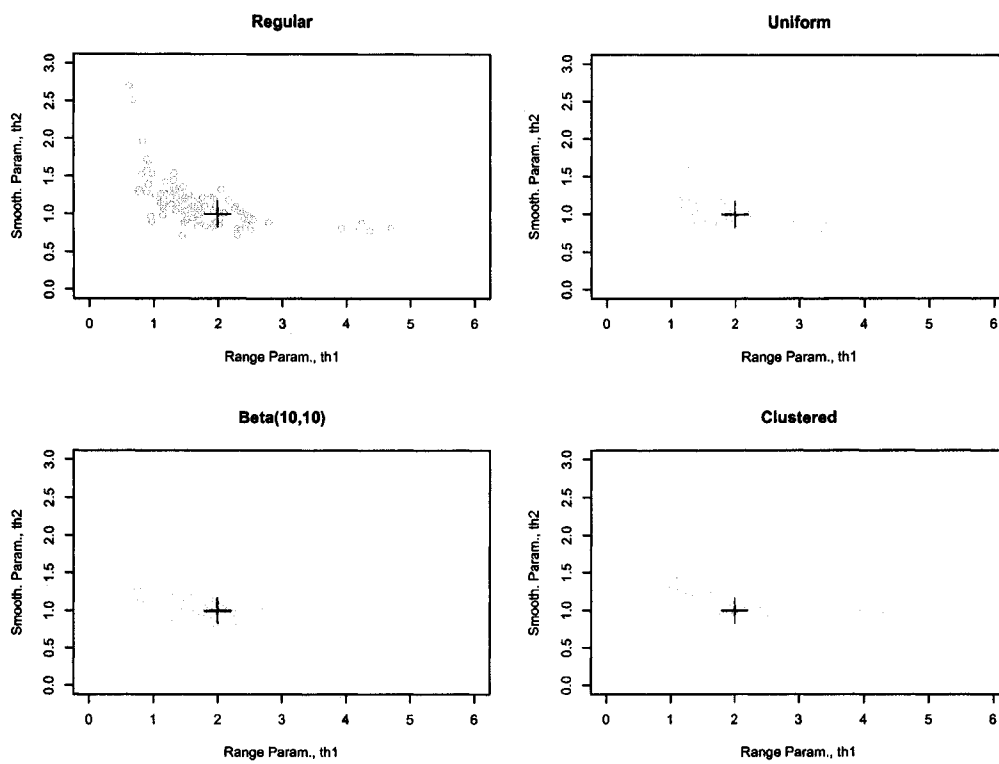 Regular
Smooth. Param., th2
0.0 0.5 1.0 1.5 2.0 2.5 3.0
0 1 2 3 4 5 6
Range Param., th1
Uniform
Smooth. Param., th2
0.0 0.5 1.0 1.5 2.0 2.5 3.0
0 1 2 3 4 5 6
Range Param., th1
Beta(10,10)
Smooth. Param., th2
0.0 0.5 1.0 1.5 2.0 2.5 3.0
0 1 2 3 4 5 6
Range Param., th1
Clustered
Smooth. Param., th2
0.0 0.5 1.0 1.5 2.0 2.5 3.0
0 1 2 3 4 5 6
Range Param., th1